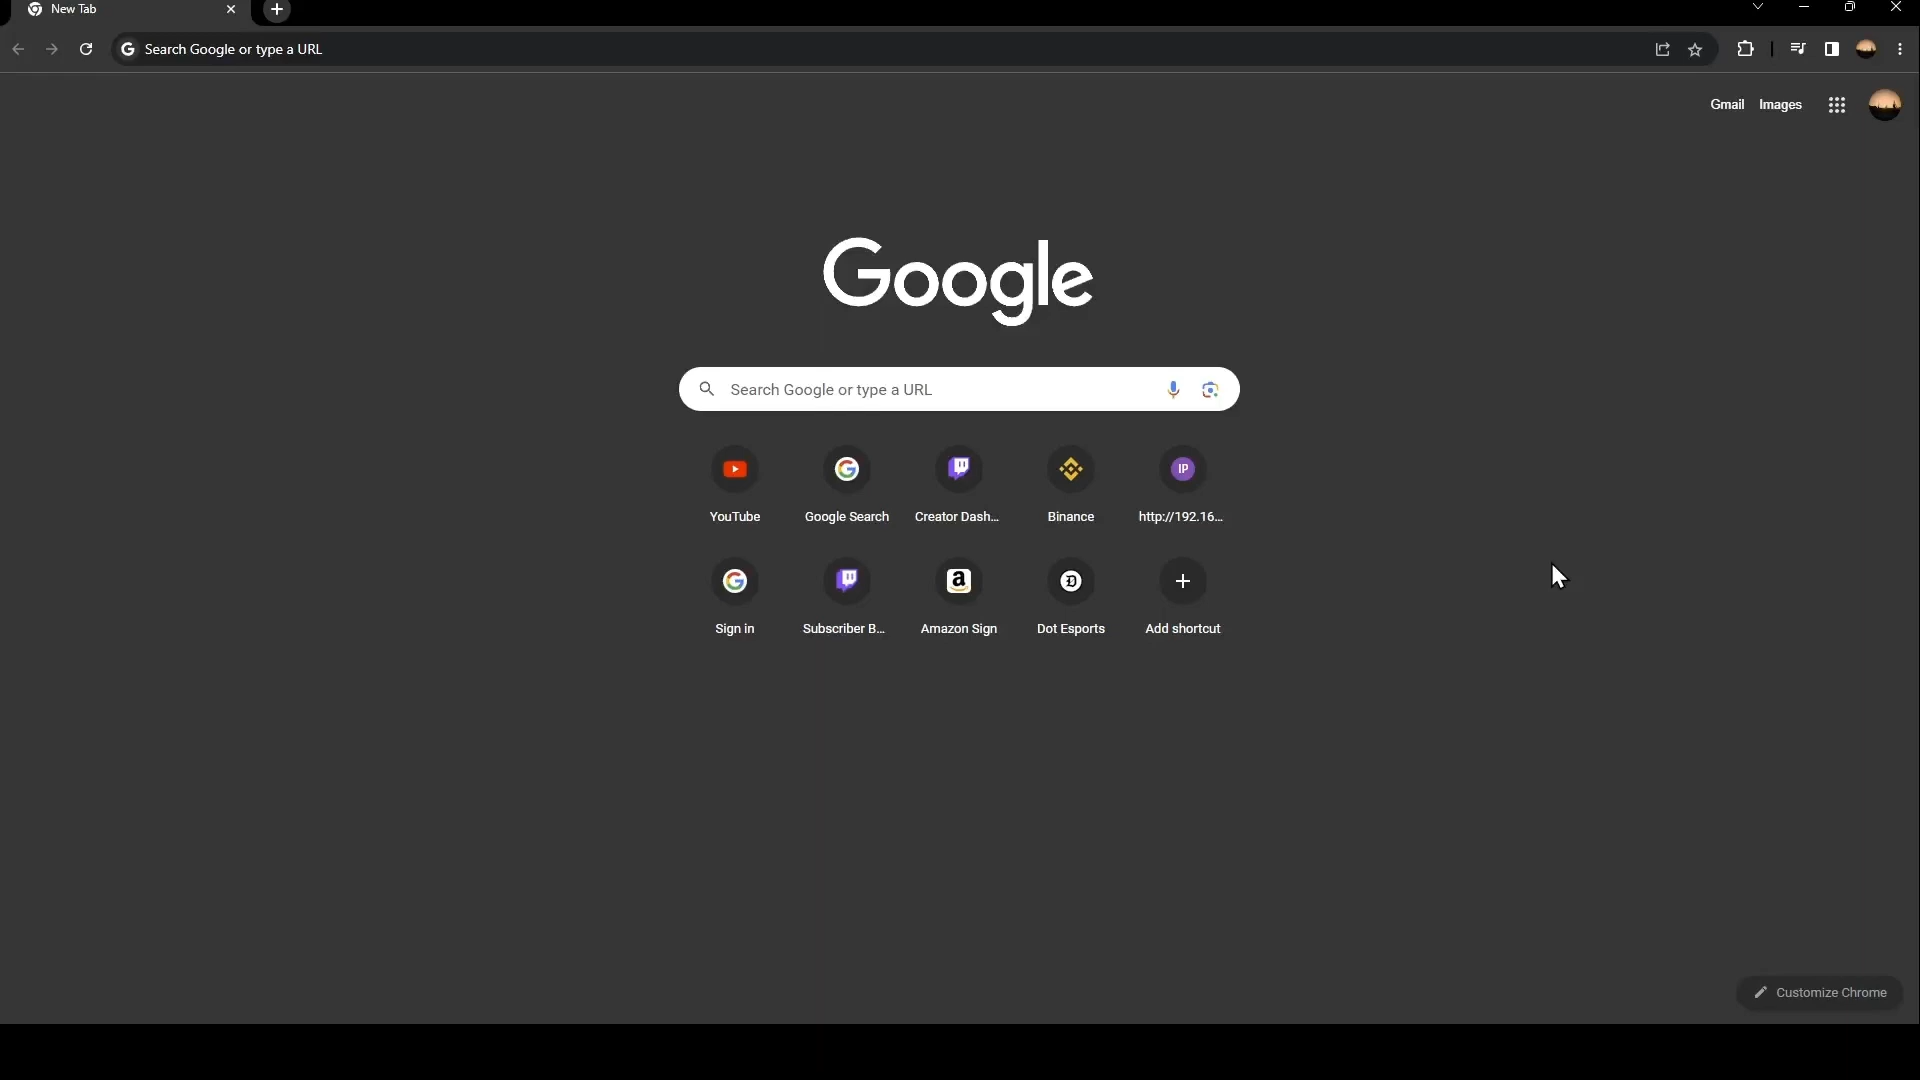 New Tab
Search Google or type a URL
Gmail Images
Google
Search Google or type a URL
YouTube
Google Search
Creator Dash...
Binance
IP
http://192.16...
Sign in
Subscriber B...
Amazon Sign
Dot Esports
Add shortcut
Customize Chrome